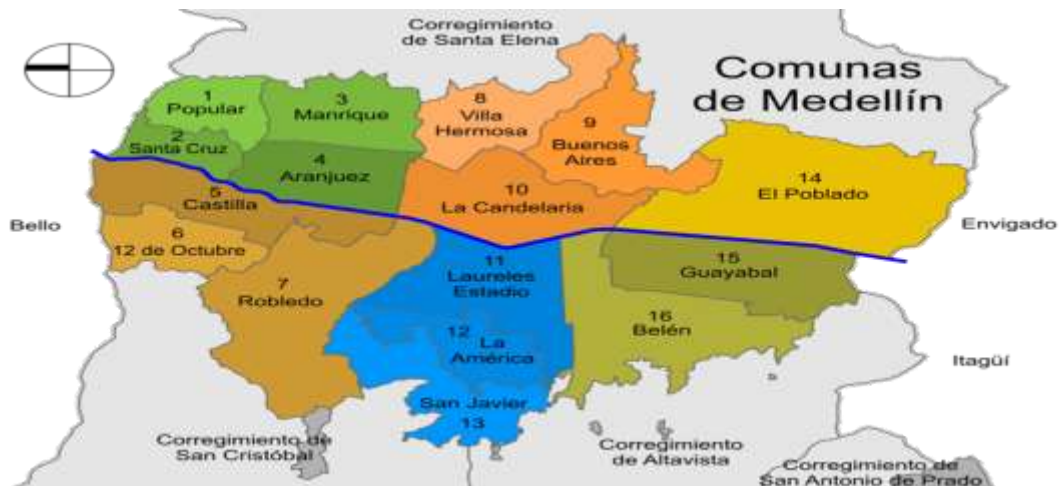 Corregimiento
de Santa Elena
Comunas
de Medellín
1
Popular
3
Manrique
8
Villa
Hermosa
9
Buenos
Aires
2
Santa Cruz
4
Aranjuez
14
El Poblado
5
Castilla
10
La Candelaria
Bello
Envigado
6
12 de Octubre
11
Laureles
Estadio
15
Guayabal
7
Robledo
12
La
América
16
Belén
Itagüí
San Javier
13
Corregimiento de
San Cristóbal
Corregimiento
de Altavista
Corregimiento de
San Antonio de Prado